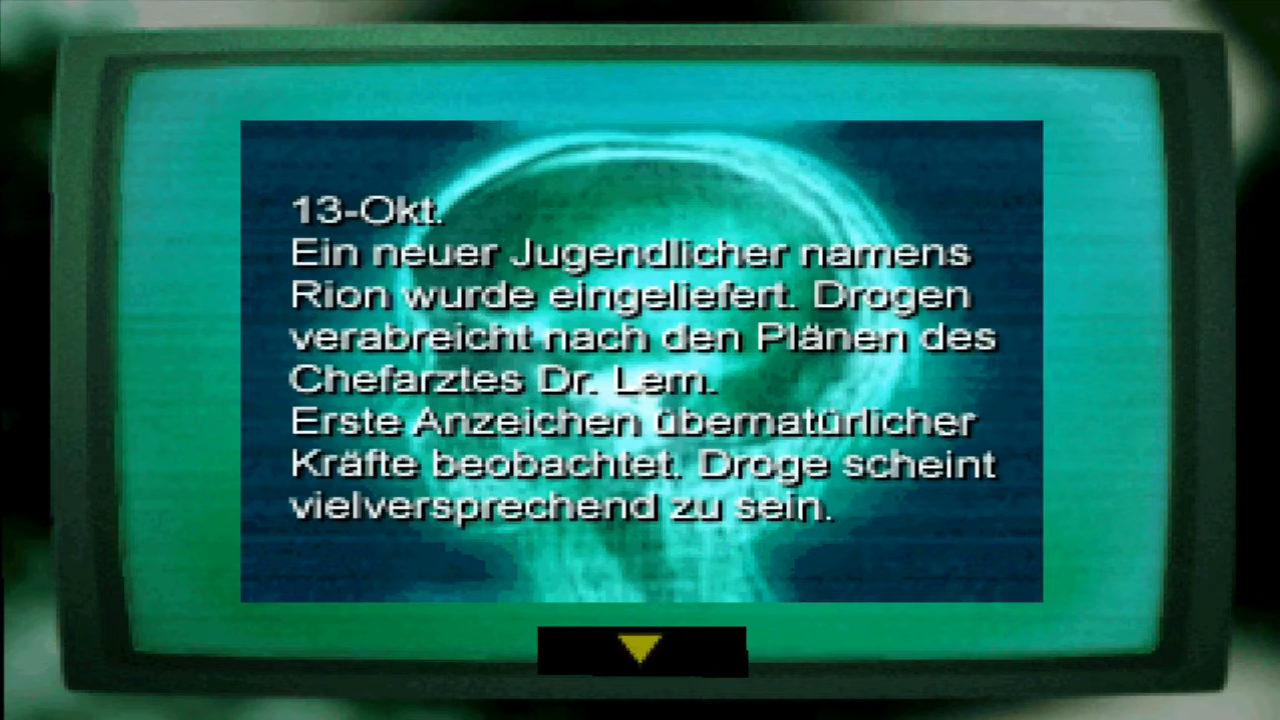 13-Okt.
Ein neuer Jugendlicher namens
Rion wurde eingeliefert. Drogen
verabreicht nach den Plänen des
Chefarztes Dr. Lem.
Erste Anzeichen übernatürlicher
Kräfte beobachtet. Droge scheint
vielversprechend zu sein.